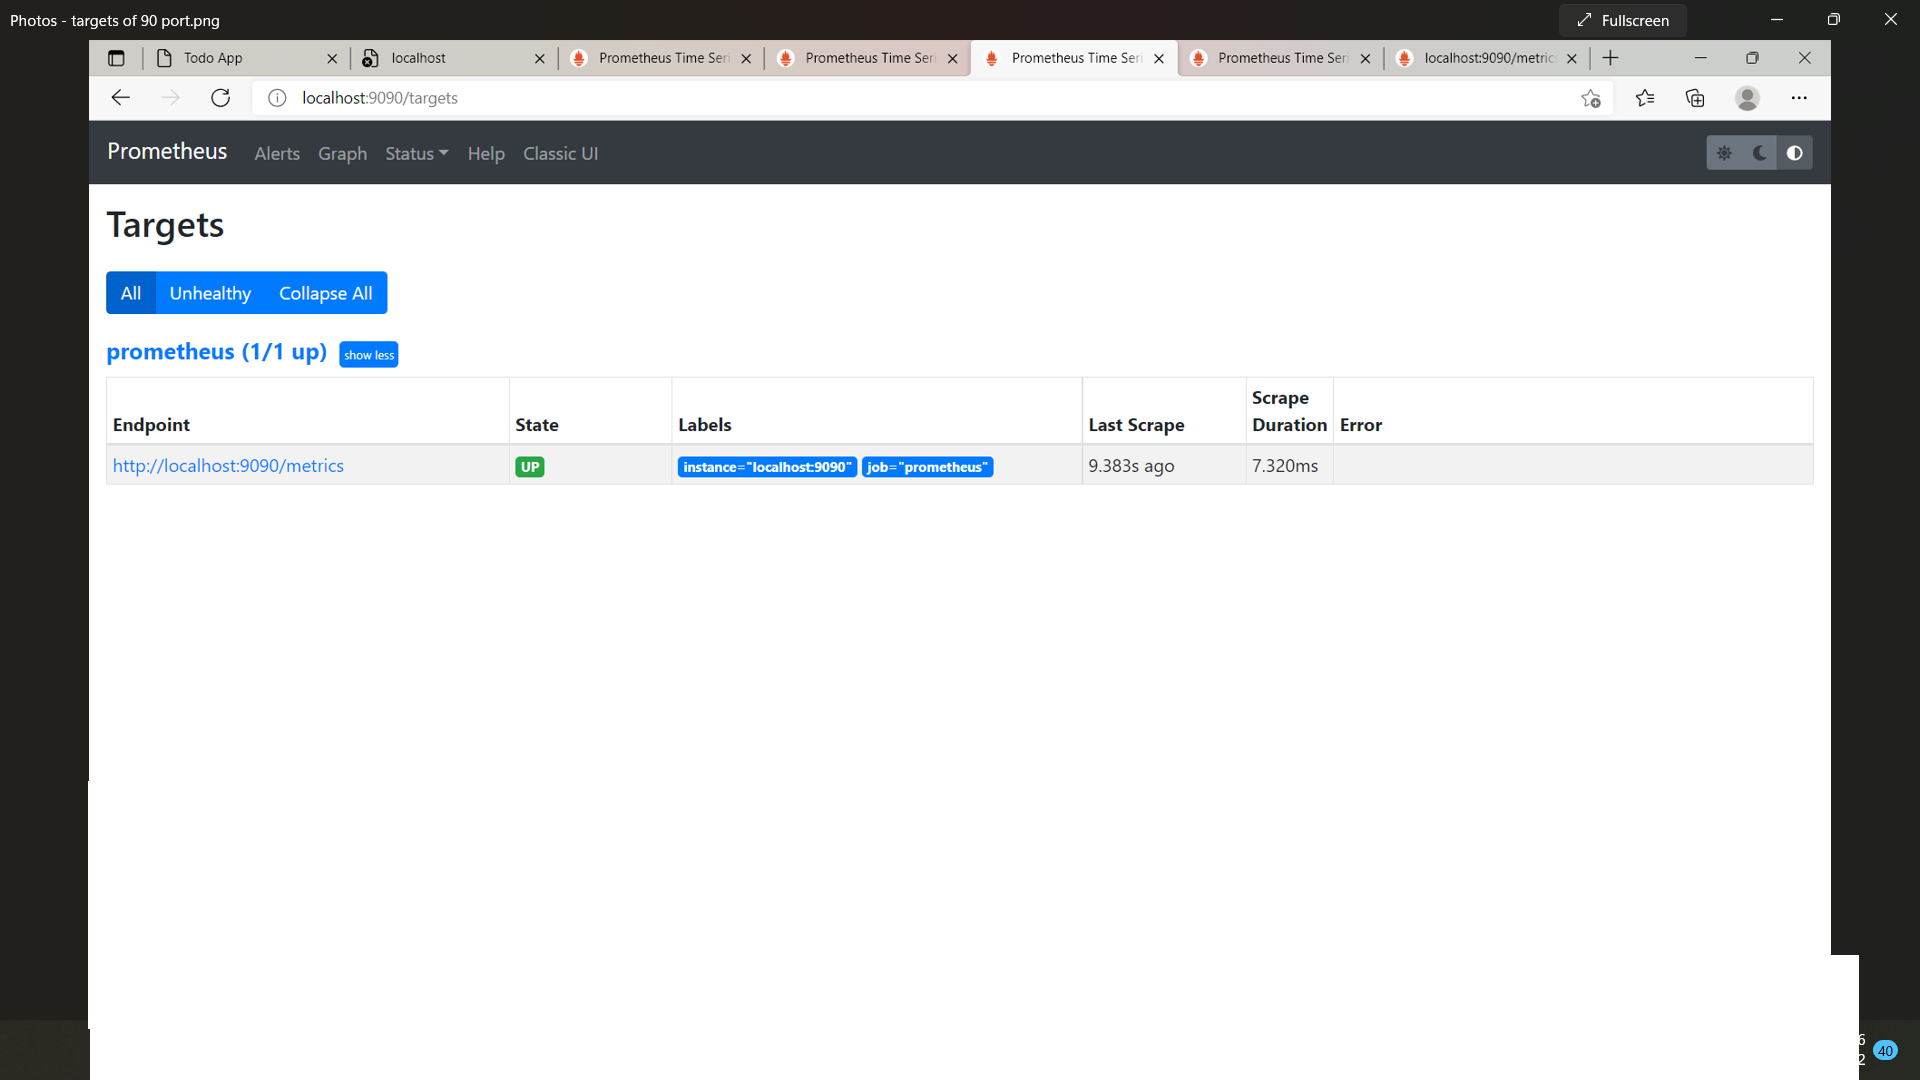 Photos - targets of 90 port.png
Fullscreen
Todo App
localhost
Prometheus Time Seri
Prometheus Time Seri
Prometheus Time Seri
Prometheus Time Seri
localhost:9090/metric
localhost:9090/targets
Prometheus Alerts Graph Status Help Classic UI
Targets
All Unhealthy Collapse All
prometheus (1/1 up) show less
Endpoint State Labels Last Scrape Scrape Duration Error
http://localhost:9090/metrics UP instance="localhost:9090" job="prometheus" 9.383s ago 7.320ms
6
2
40